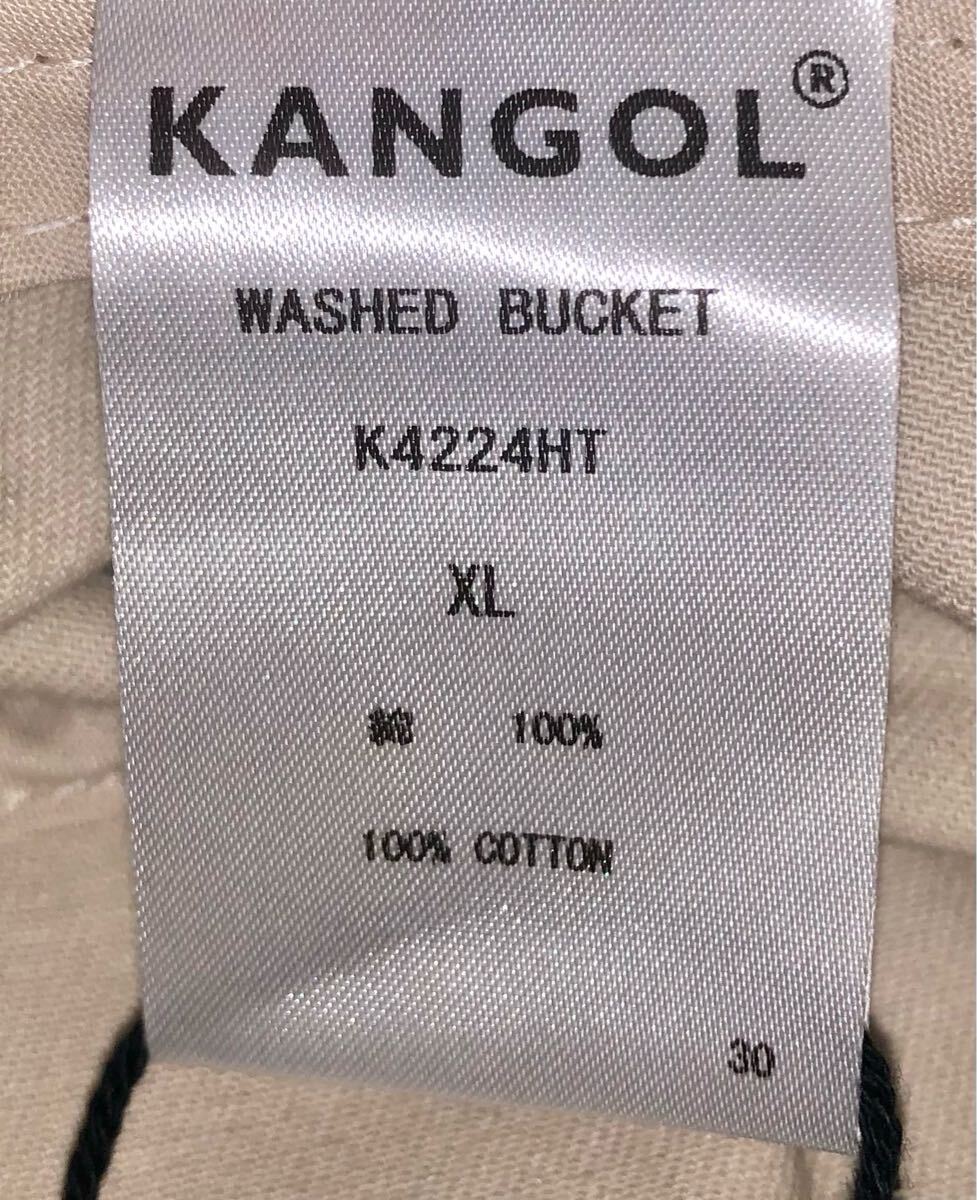 KANGOL®
WASHED BUCKET
K4224HT
XL
綿 100%
100% COTTON
30